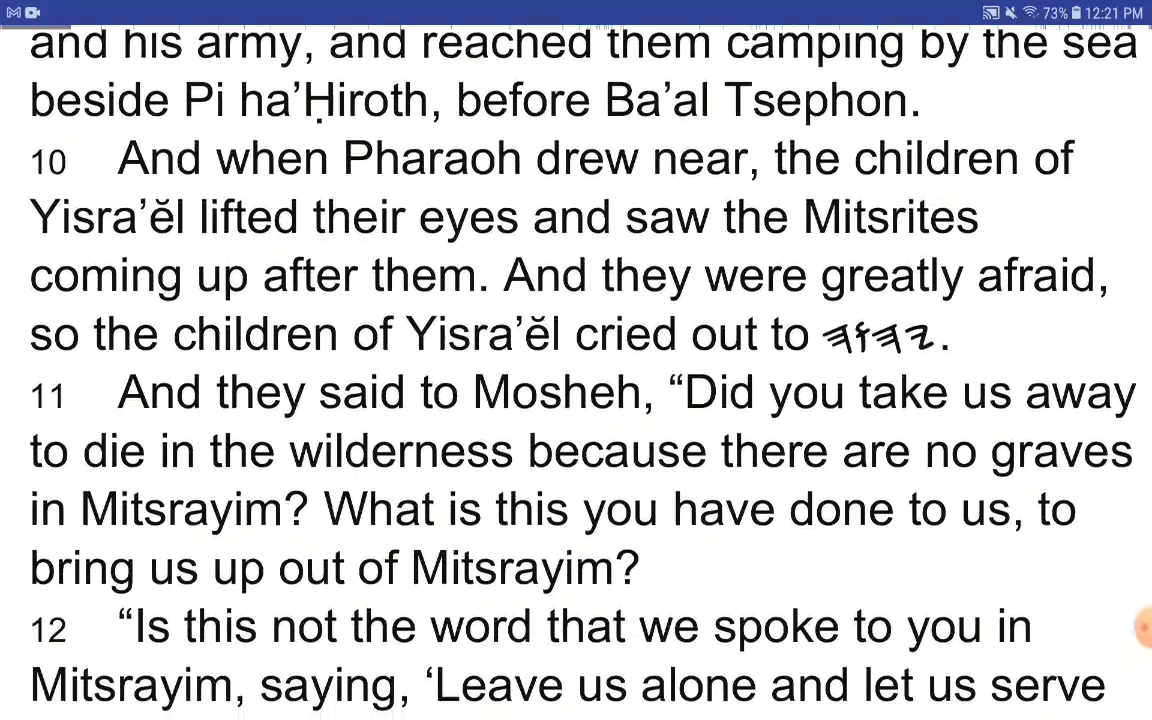 73% 12:21 PM
and his army, and reached them camping by the sea
beside Pi ha’Ḥiroth, before Ba’al Tsephon.
10 And when Pharaoh drew near, the children of
Yisra’ĕl lifted their eyes and saw the Mitsrites
coming up after them. And they were greatly afraid,
so the children of Yisra’ĕl cried out to 𐤉𐤄𐤅𐤄.
11 And they said to Mosheh, “Did you take us away
to die in the wilderness because there are no graves
in Mitsrayim? What is this you have done to us, to
bring us up out of Mitsrayim?
12 “Is this not the word that we spoke to you in
Mitsrayim, saying, ‘Leave us alone and let us serve